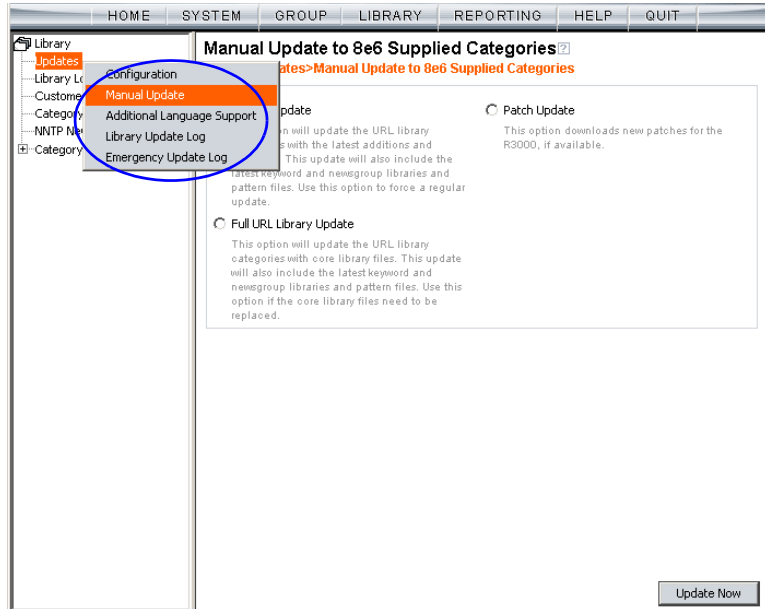 HOME SYSTEM GROUP LIBRARY REPORTING HELP QUIT
Library
Updates
Library Lo
Custome
Category
NNTP Ne
Category
Configuration
Manual Update
Additional Language Support
Library Update Log
Emergency Update Log
Manual Update to 8e6 Supplied Categories
ates>Manual Update to 8e6 Supplied Categories
pdate
n will update the URL library
s with the latest additions and
This update will also include the
latest keyword and newsgroup libraries and
pattern files. Use this option to force a regular
update.
Patch Update
This option downloads new patches for the
R3000, if available.
Full URL Library Update
This option will update the URL library
categories with core library files. This update
will also include the latest keyword and
newsgroup libraries and pattern files. Use this
option if the core library files need to be
replaced.
Update Now